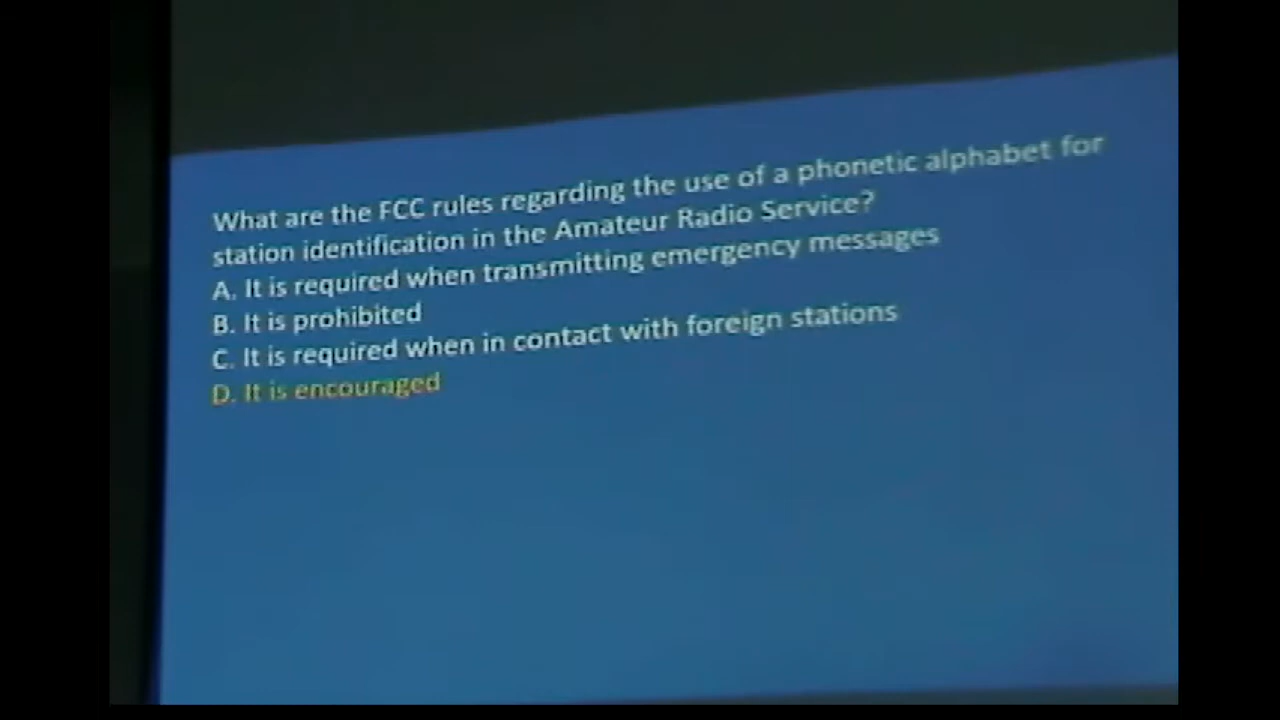 What are the FCC rules regarding the use of a phonetic alphabet for
station identification in the Amateur Radio Service?
A. It is required when transmitting emergency messages
B. It is prohibited
C. It is required when in contact with foreign stations
D. It is encouraged